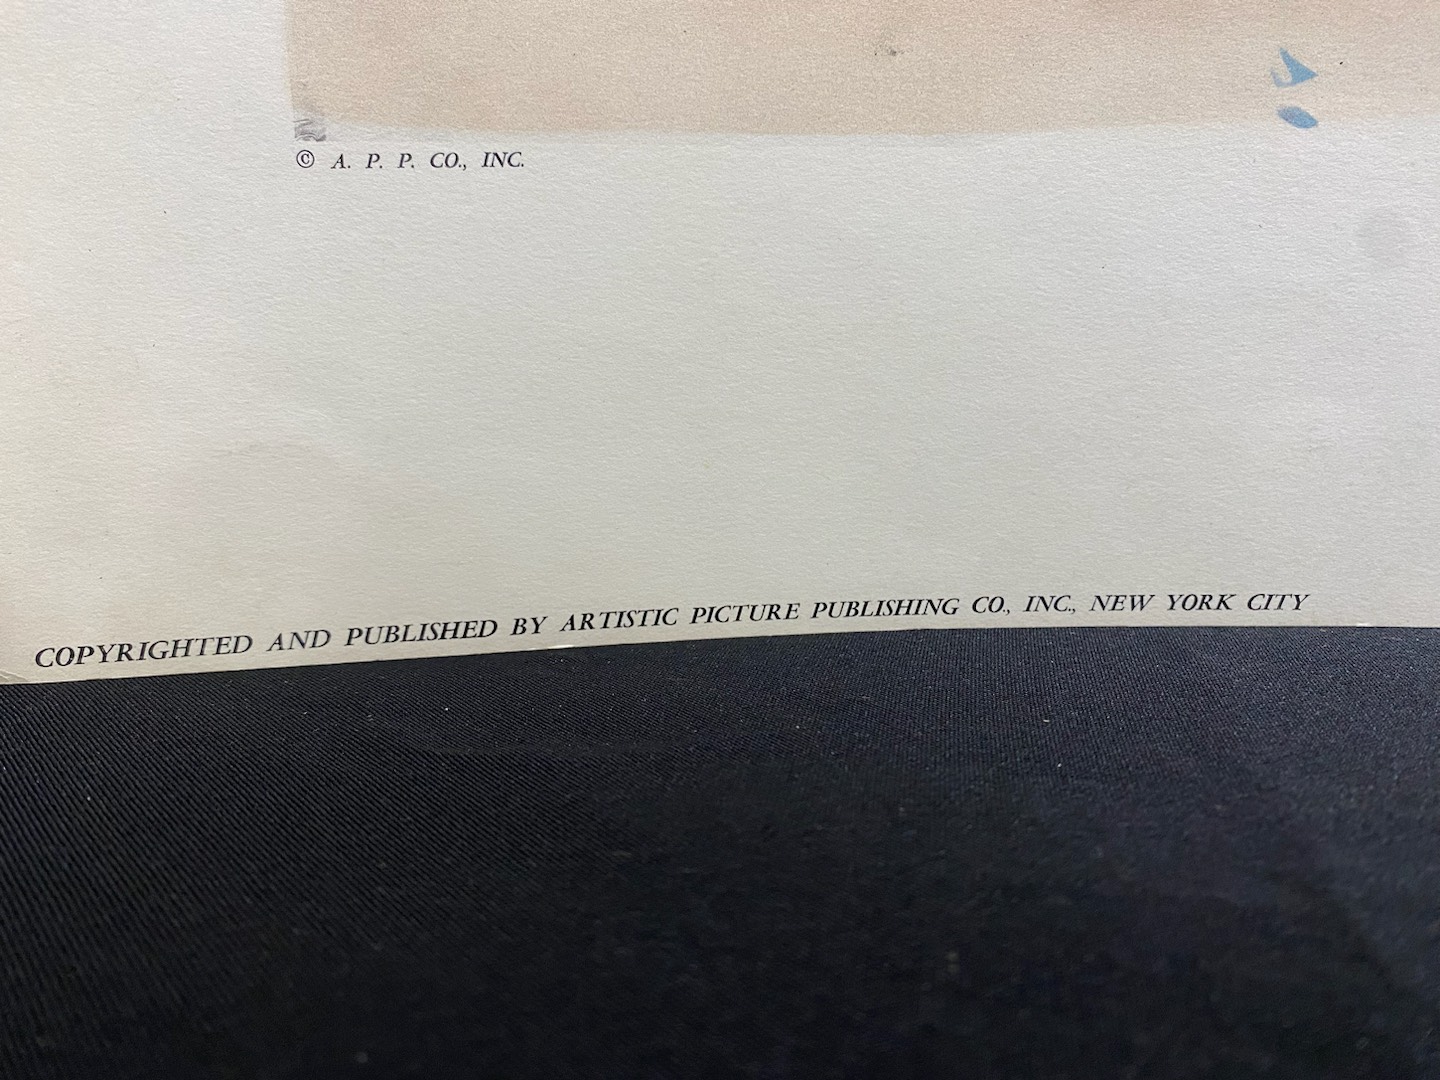 © A. P. P. CO., INC.
COPYRIGHTED AND PUBLISHED BY ARTISTIC PICTURE PUBLISHING CO., INC., NEW YORK CITY